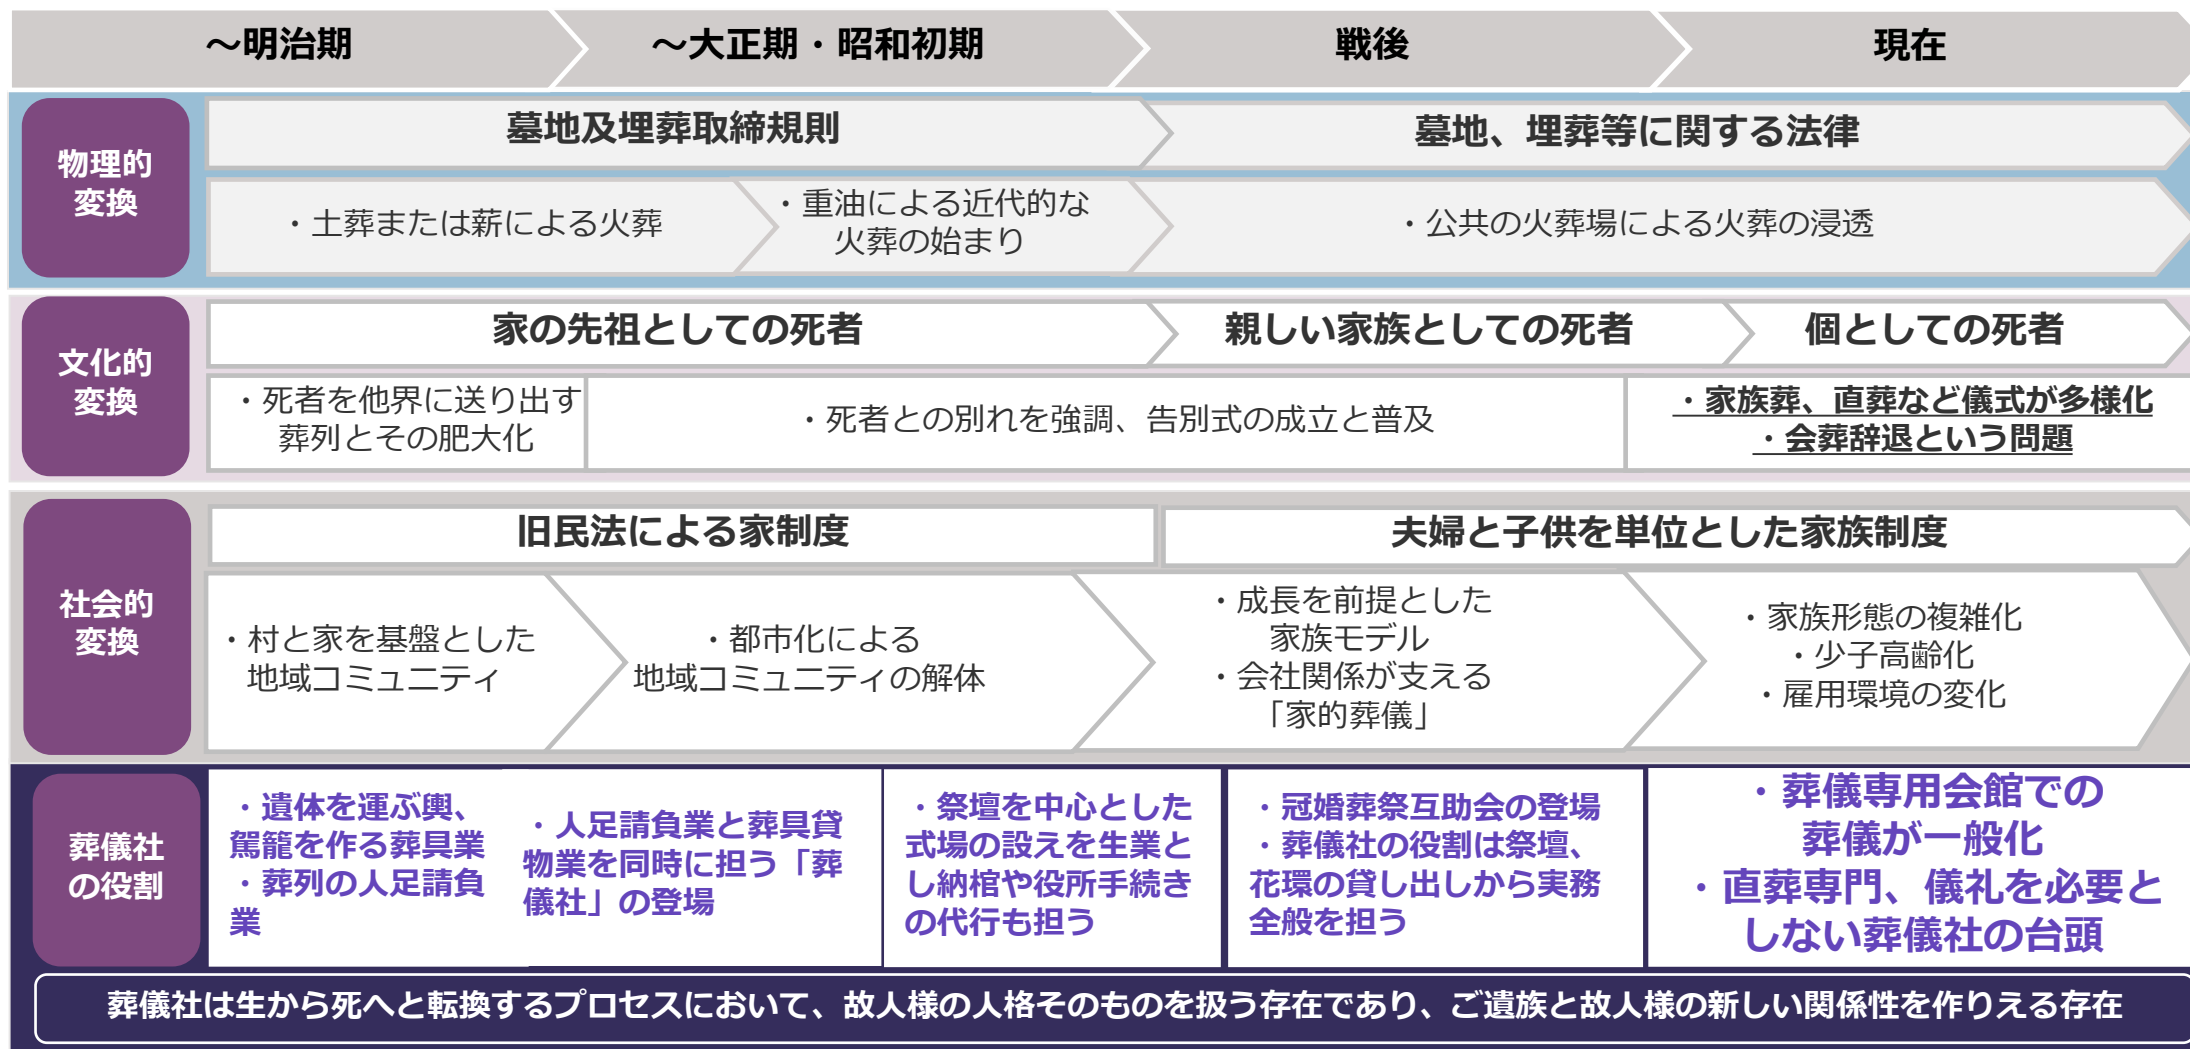 ～明治期
～大正期・昭和初期
戦後
現在
物理的
変換
墓地及埋葬取締規則
墓地、埋葬等に関する法律
・土葬または薪による火葬
・重油による近代的な
火葬の始まり
・公共の火葬場による火葬の浸透
文化的
変換
家の先祖としての死者
親しい家族としての死者
個としての死者
・死者を他界に送り出す
葬列とその肥大化
・死者との別れを強調、告別式の成立と普及
・家族葬、直葬など儀式が多様化
・会葬辞退という問題
社会的
変換
旧民法による家制度
夫婦と子供を単位とした家族制度
・村と家を基盤とした
地域コミュニティ
・都市化による
地域コミュニティの解体
・成長を前提とした
家族モデル
・会社関係が支える
「家的葬儀」
・家族形態の複雑化
・少子高齢化
・雇用環境の変化
葬儀社
の役割
・遺体を運ぶ輿、
駕籠を作る葬具業
・葬列の人足請負
業
・人足請負業と葬具貸
物業を同時に担う「葬
儀社」の登場
・祭壇を中心とした
式場の設えを生業と
し納棺や役所手続き
の代行も担う
・冠婚葬祭互助会の登場
・葬儀社の役割は祭壇、
花環の貸し出しから実務
全般を担う
・葬儀専用会館での
葬儀が一般化
・直葬専門、儀礼を必要と
しない葬儀社の台頭
葬儀社は生から死へと転換するプロセスにおいて、故人様の人格そのものを扱う存在であり、ご遺族と故人様の新しい関係性を作りえる存在